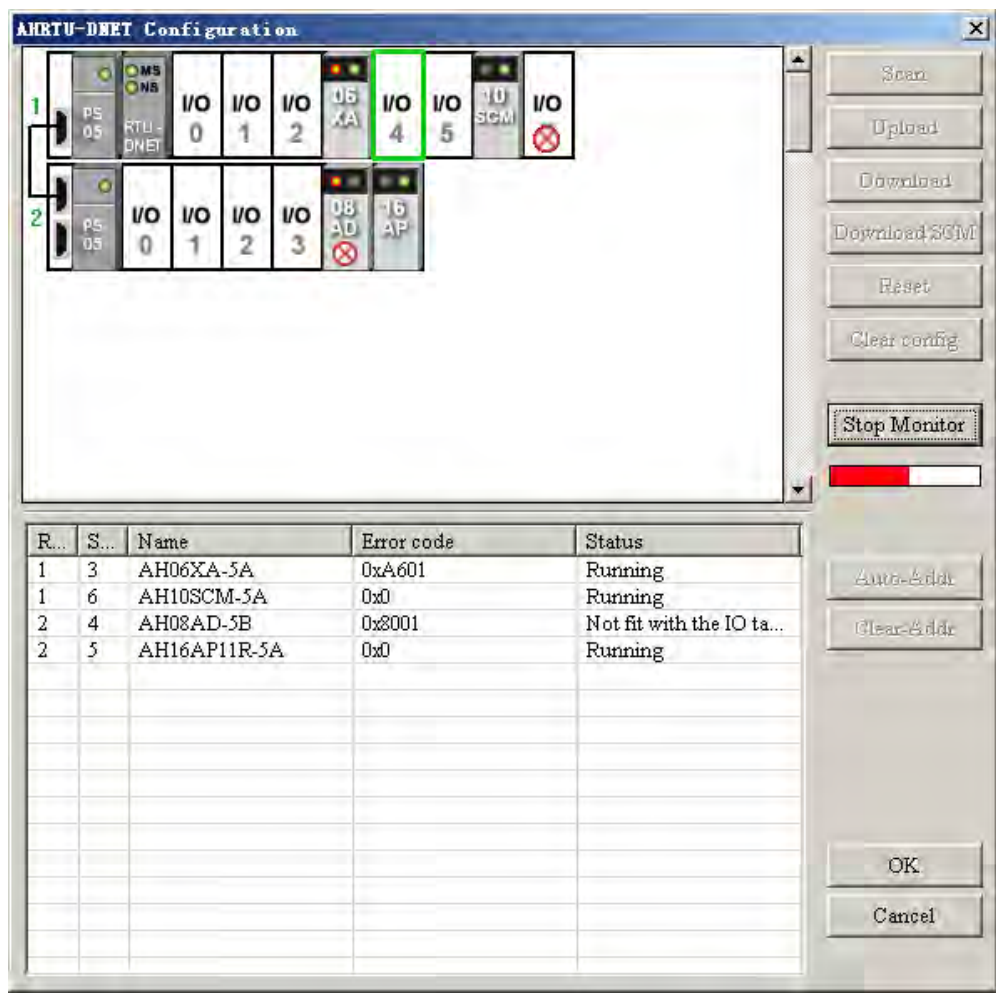 AHRTU-DNET Configuration
1
PS
05
MS
NS
RTU-
DNET
I/O
0
I/O
1
I/O
2
06
XA
I/O
4
I/O
5
10
SCM
I/O
2
PS
05
I/O
0
I/O
1
I/O
2
I/O
3
08
AD
16
AP
Scan
Upload
Download
Download SCM
Reset
Clear config
Stop Monitor
R... S... Name Error code Status
1 3 AH06XA-5A 0xA601 Running
1 6 AH10SCM-5A 0x0 Running
2 4 AH08AD-5B 0x8001 Not fit with the IO ta...
2 5 AH16AP11R-5A 0x0 Running
Auto-Addr
Clear-Addr
OK
Cancel